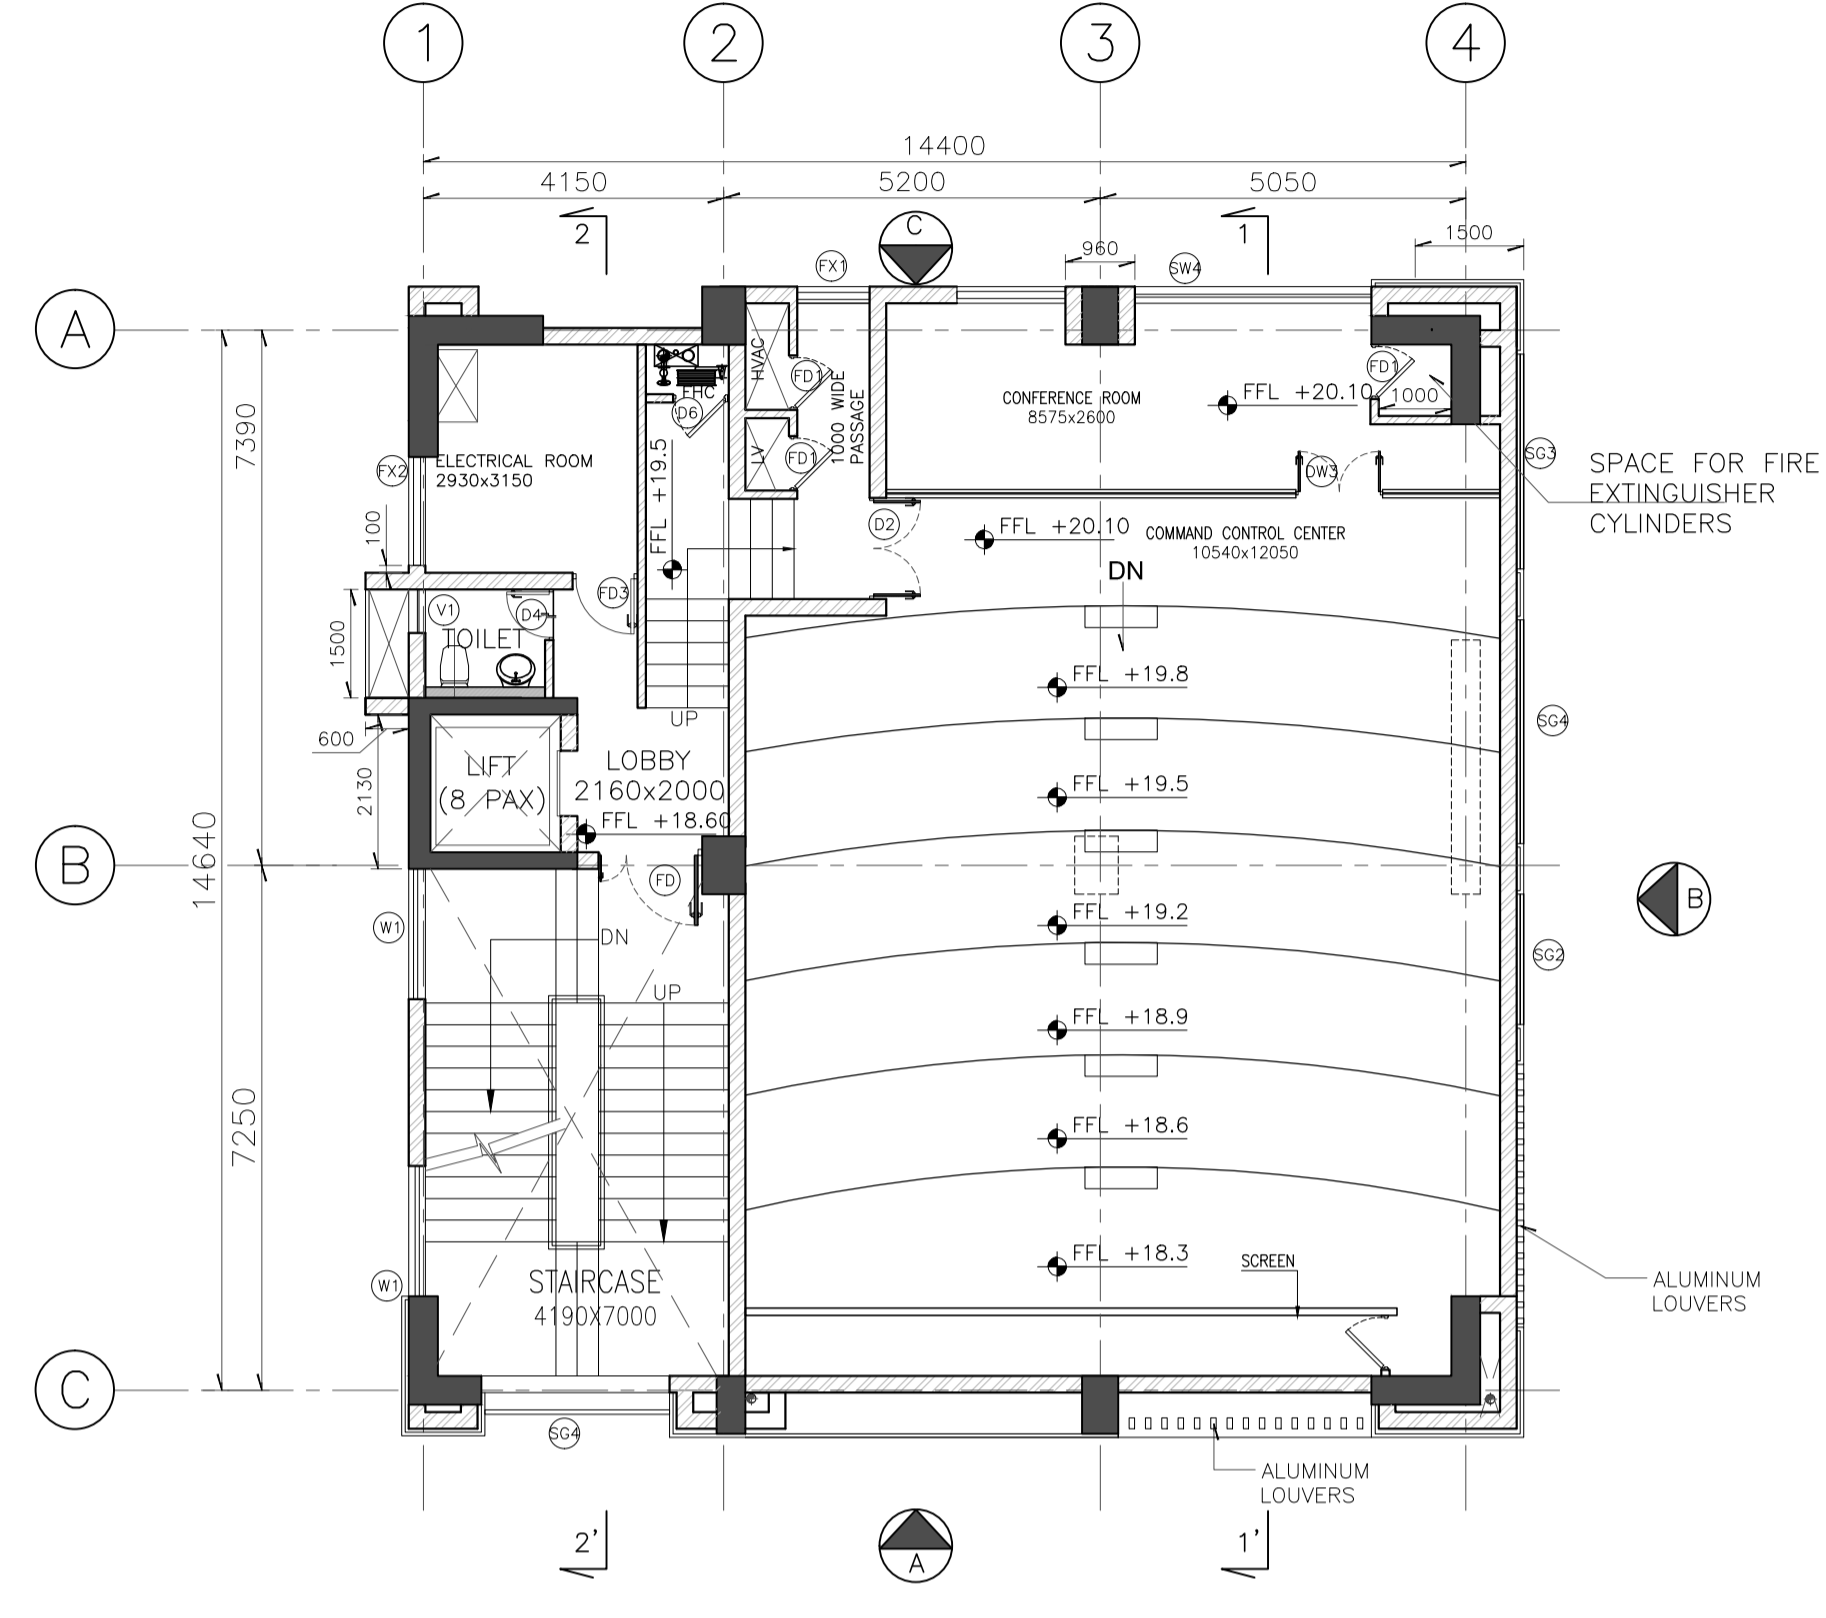 1
2
3
4
14400
4150
5200
5050
2
C
1
1500
960
FX1
SW4
A
HVAC
FHC
FD1
1000 WIDE
PASSAGE
CONFERENCE ROOM
8575x2600
FFL +20.10
FD1
1000
D6
7390
ELECTRICAL ROOM
2930x3150
FX2
LV
FD1
FFL +19.5
DW3
SG3
SPACE FOR FIRE
EXTINGUISHER
CYLINDERS
100
D2
FFL +20.10
COMMAND CONTROL CENTER
10540x12050
DN
V1
D4
FD3
TOILET
1500
FFL +19.8
UP
SG4
600
LIFT
(8 PAX)
LOBBY
2160x2000
FFL +18.60
2130
FFL +19.5
14640
B
FD
W1
FFL +19.2
B
DN
SG2
UP
FFL +18.9
7250
FFL +18.6
FFL +18.3
SCREEN
W1
STAIRCASE
4190X7000
ALUMINUM
LOUVERS
C
SG4
ALUMINUM
LOUVERS
2'
A
1'